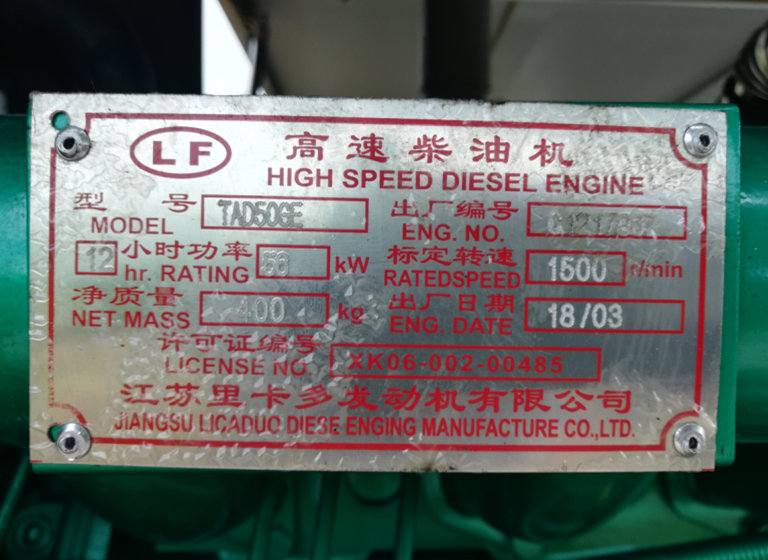 LF 高速柴油机
HIGH SPEED DIESEL ENGINE
型号 TAD50GE 出厂编号
MODEL ENG. NO.
12 小时功率 56 kW 标定转速 1500 r/min
hr. RATING RATEDSPEED
净质量 400 kg 出厂日期 18/03
NET MASS ENG. DATE
许可证编号 XK06-002-00485
LICENSE NO.
江苏里卡多发动机有限公司
JIANGSU LICADUO DIESE ENGING MANUFACTURE CO.,LTD.